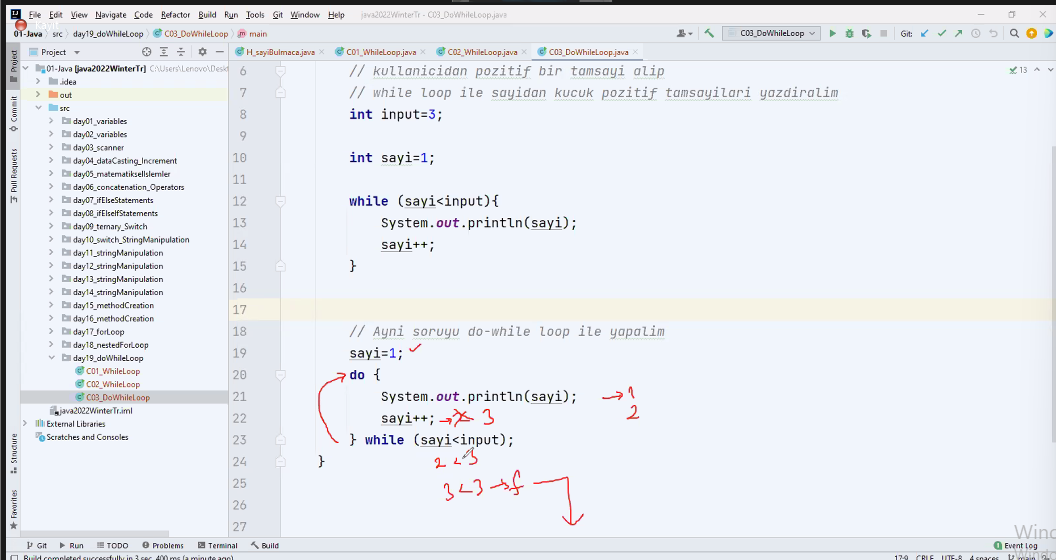 File Edit View Navigate Code Refactor Build Run Tools Git Window Help java2022WinterTr - C03_DoWhileLoop.java
01-Java src day19_doWhileLoop C03_DoWhileLoop main C03_DoWhileLoop Git:
Project H_sayiBulmaca.java C01_WhileLoop.java C02_WhileLoop.java C03_DoWhileLoop.java
01-Java [java2022WinterTr] C:\Users\Lenovo\Deskto
.idea
out
src
day01_variables
day02_variables
day03_scanner
day04_dataCasting_Increment
day05_matematikselIslemler
day06_concatenation_Operators
day07_ifElseStatements
day08_ifElseIfStatements
day09_ternary_Switch
day10_switch_StringManipulation
day11_stringManipulation
day12_stringManipulation
day13_stringManipulation
day14_stringManipulation
day15_methodCreation
day16_methodCreation
day17_forLoop
day18_nestedForLoop
day19_doWhileLoop
C01_WhileLoop
C02_WhileLoop
C03_DoWhileLoop
java2022WinterTr.iml
External Libraries
Scratches and Consoles
Project
Commit
Pull Requests
Structure
Favorites
13
6 // kullanicidan pozitif bir tamsayi alip
7 // while loop ile sayidan kucuk pozitif tamsayilari yazdiralim
8 int input=3;
9
10 int sayi=1;
11
12 while (sayi<input){
13 System.out.println(sayi);
14 sayi++;
15 }
16
17
18 // Ayni soruyu do-while loop ile yapalim
19 sayi=1; ✓
20 do {
21 System.out.println(sayi); → 1
2
22 sayi++; → 3
23 } while (sayi<input);
24 }
2 < 3
25 3 < 3 → f
26
27
Git Run TODO Problems Terminal Build Event Log
Build completed successfully in 3 sec, 400 ms (a minute ago) 17:9 CRLF UTF-8 4 spaces main